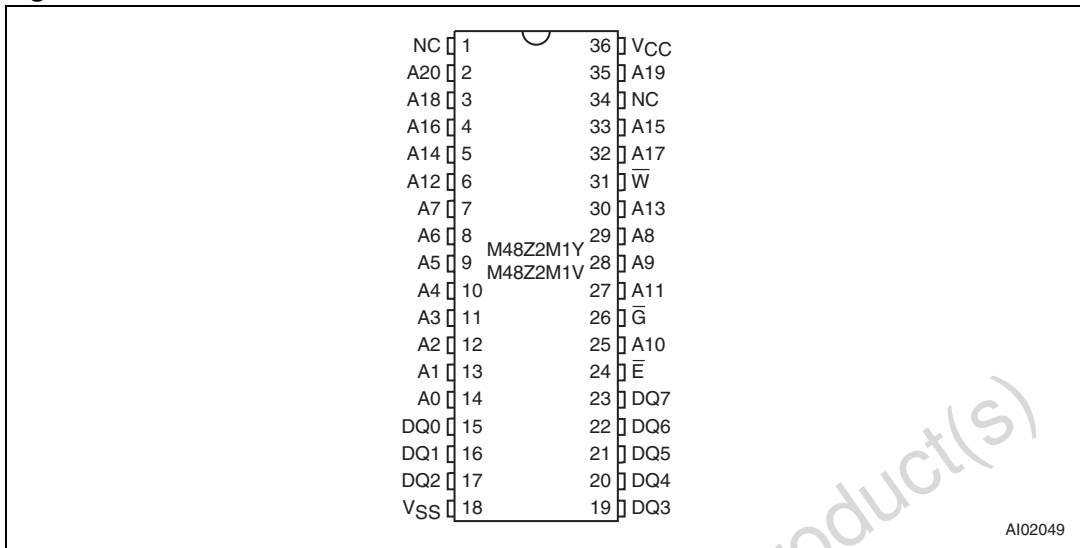 NC 1 36 VCC
A20 2 35 A19
A18 3 34 NC
A16 4 33 A15
A14 5 32 A17
A12 6 31 W̅
A7 7 30 A13
A6 8 29 A8
M48Z2M1Y
A5 9 28 A9
M48Z2M1V
A4 10 27 A11
A3 11 26 G̅
A2 12 25 A10
A1 13 24 E̅
A0 14 23 DQ7
DQ0 15 22 DQ6
DQ1 16 21 DQ5
DQ2 17 20 DQ4
VSS 18 19 DQ3
AI02049